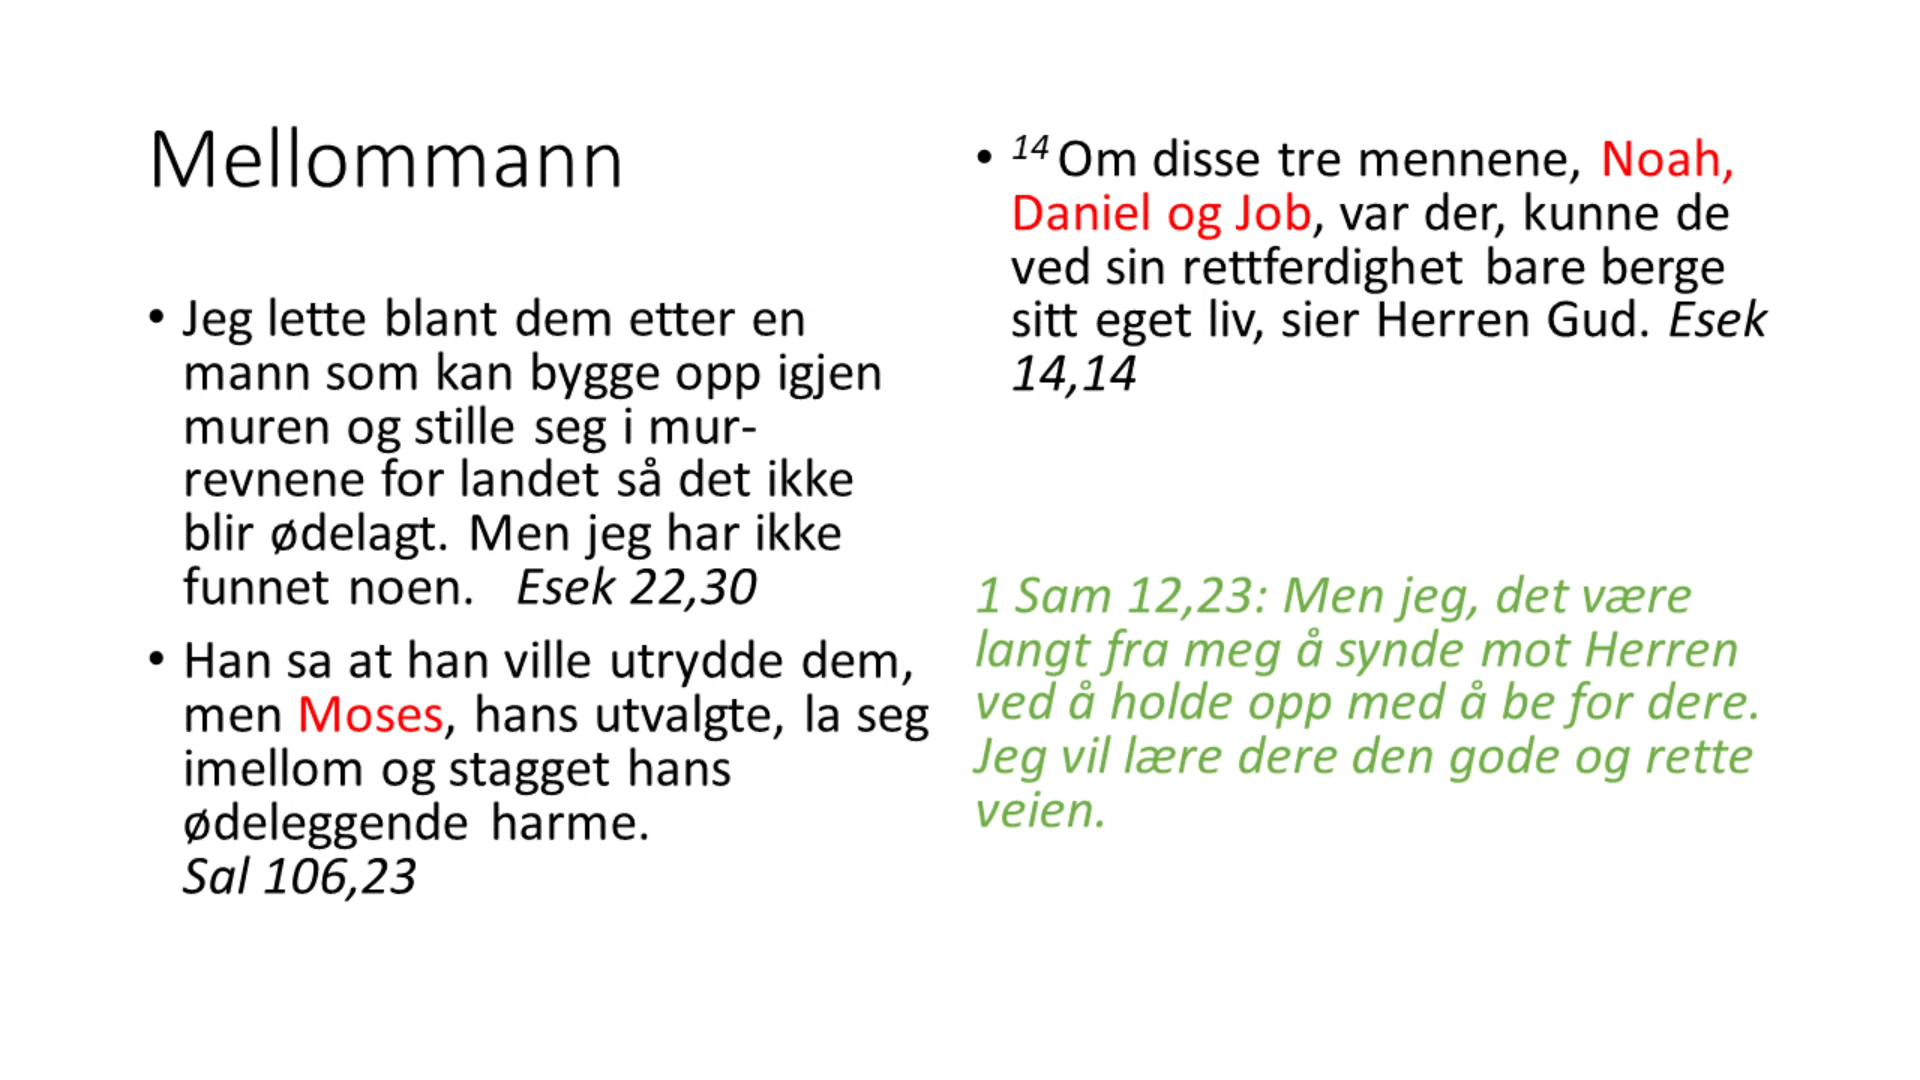 Mellommann
• Jeg lette blant dem etter en
mann som kan bygge opp igjen
muren og stille seg i mur-
revnene for landet så det ikke
blir ødelagt. Men jeg har ikke
funnet noen. Esek 22,30
• Han sa at han ville utrydde dem,
men Moses, hans utvalgte, la seg
imellom og stagget hans
ødeleggende harme.
Sal 106,23
• 14 Om disse tre mennene, Noah,
Daniel og Job, var der, kunne de
ved sin rettferdighet bare berge
sitt eget liv, sier Herren Gud. Esek
14,14
1 Sam 12,23: Men jeg, det være
langt fra meg å synde mot Herren
ved å holde opp med å be for dere.
Jeg vil lære dere den gode og rette
veien.